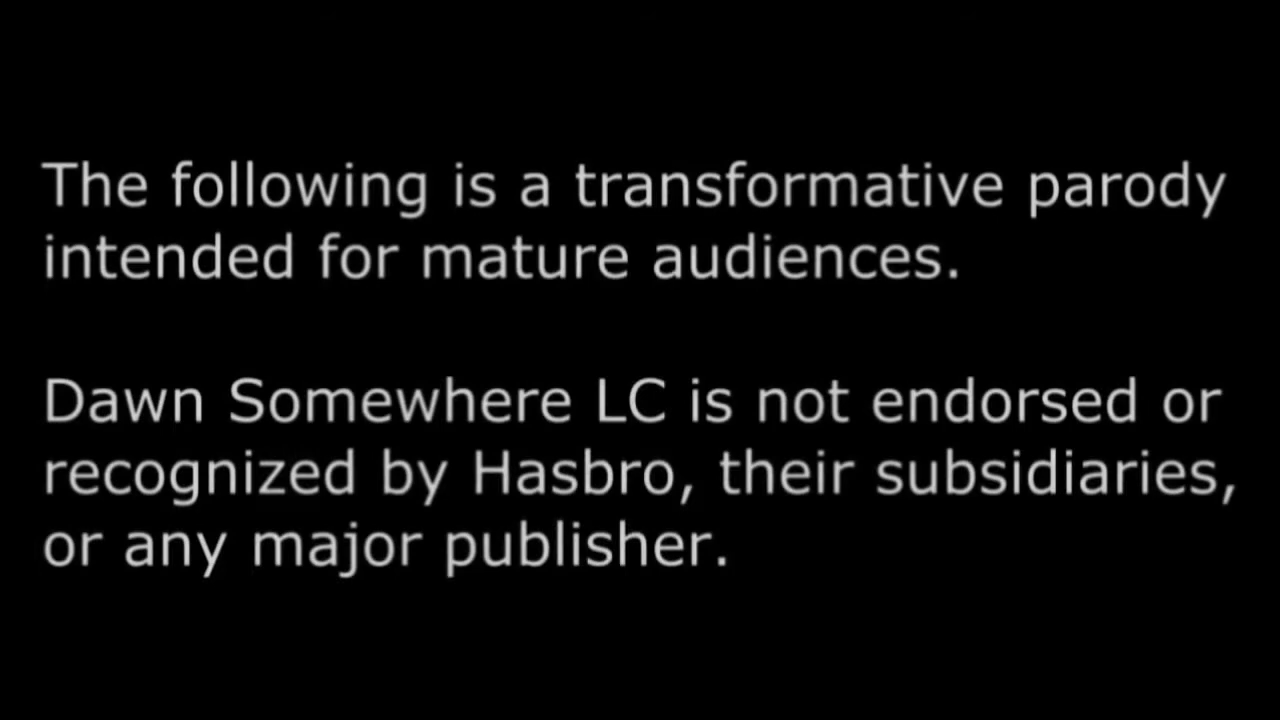 The following is a transformative parody
intended for mature audiences.
Dawn Somewhere LC is not endorsed or
recognized by Hasbro, their subsidiaries,
or any major publisher.